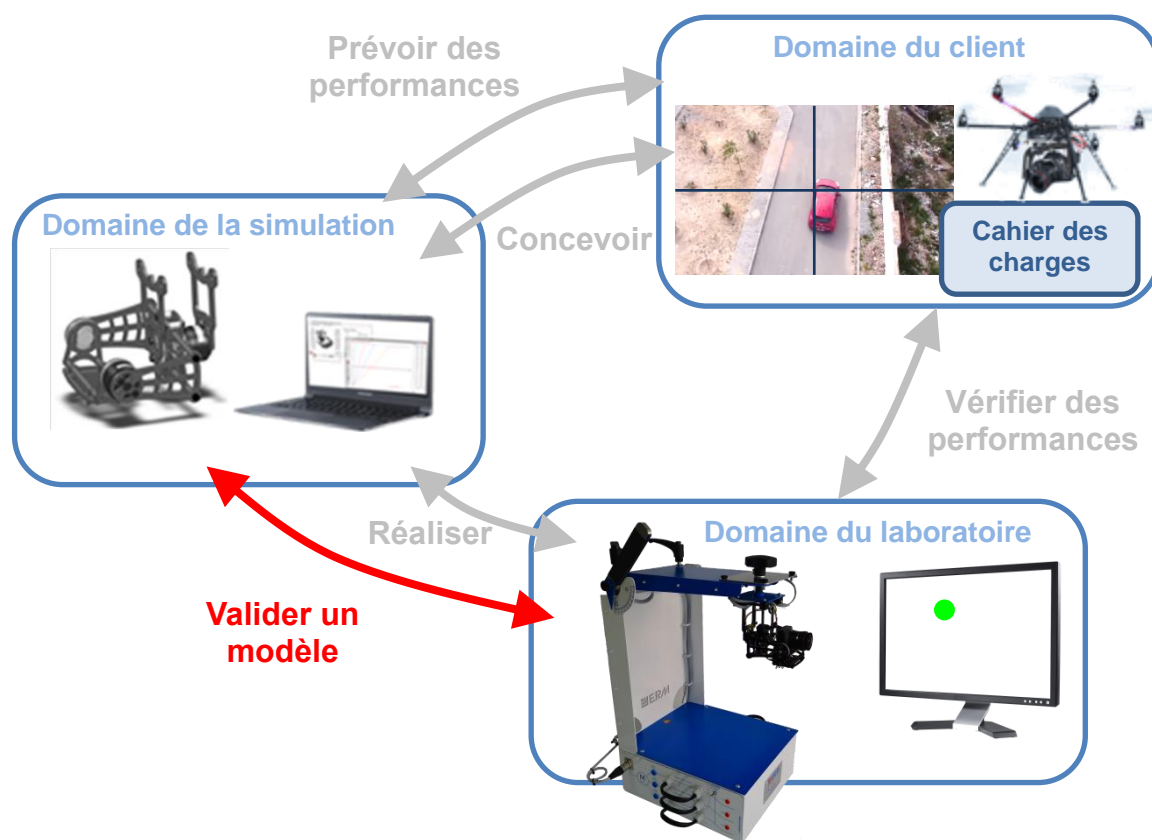 Prévoir des
performances
Domaine du client
Domaine de la simulation
Concevoir
Cahier des
charges
Vérifier des
performances
Réaliser
Domaine du laboratoire
Valider un
modèle
ERM